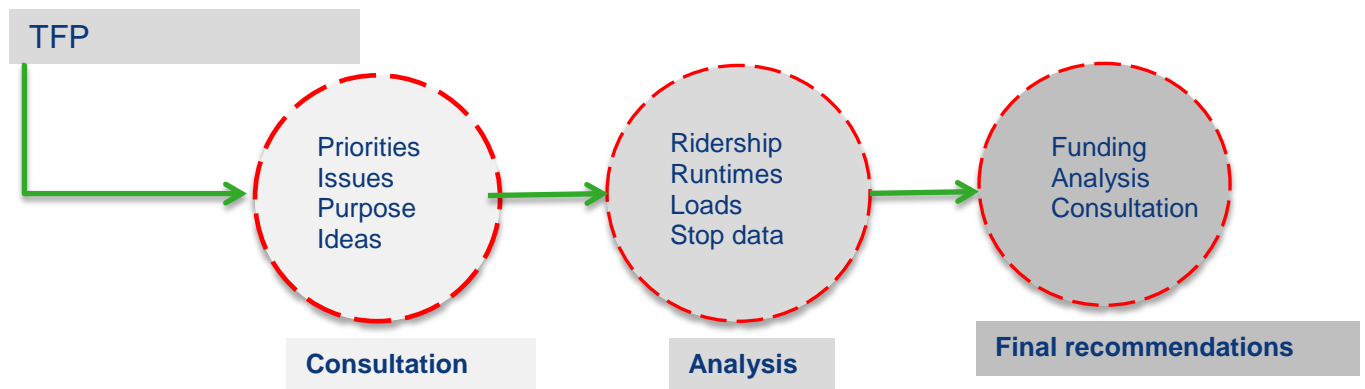 TFP
Priorities
Issues
Purpose
Ideas
Consultation
Ridership
Runtimes
Loads
Stop data
Analysis
Funding
Analysis
Consultation
Final recommendations